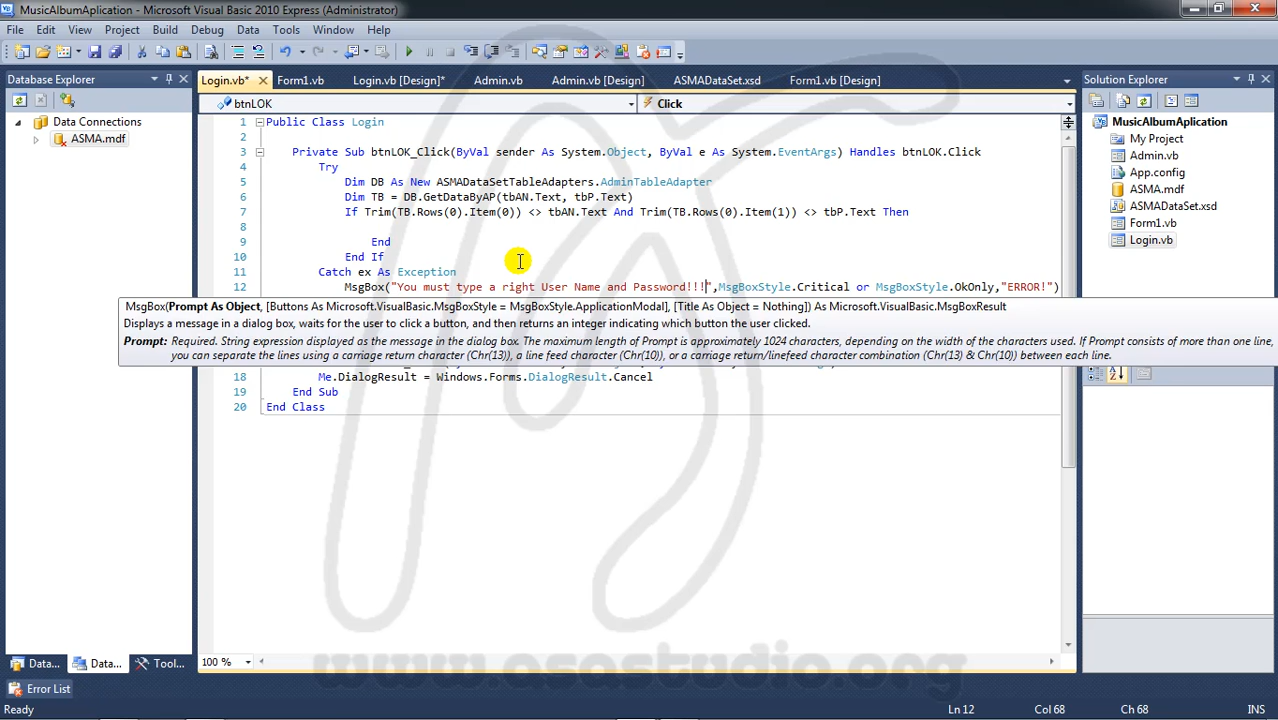 MusicAlbumAplication - Microsoft Visual Basic 2010 Express (Administrator)
File Edit View Project Build Debug Data Tools Window Help
Database Explorer
Login.vb* Form1.vb Login.vb [Design]* Admin.vb Admin.vb [Design] ASMADataSet.xsd Form1.vb [Design]
Solution Explorer
btnLOK Click
Data Connections
ASMA.mdf
MusicAlbumAplication
My Project
Admin.vb
App.config
ASMA.mdf
ASMADataSet.xsd
Form1.vb
Login.vb
1 Public Class Login
2
3 Private Sub btnLOK_Click(ByVal sender As System.Object, ByVal e As System.EventArgs) Handles btnLOK.Click
4 Try
5 Dim DB As New ASMADataSetTableAdapters.AdminTableAdapter
6 Dim TB = DB.GetDataByAP(tbAN.Text, tbP.Text)
7 If Trim(TB.Rows(0).Item(0)) <> tbAN.Text And Trim(TB.Rows(0).Item(1)) <> tbP.Text Then
8
9 End
10 End If
11 Catch ex As Exception
12 MsgBox("You must type a right User Name and Password!!!",MsgBoxStyle.Critical or MsgBoxStyle.OkOnly,"ERROR!")
MsgBox(Prompt As Object, [Buttons As Microsoft.VisualBasic.MsgBoxStyle = MsgBoxStyle.ApplicationModal], [Title As Object = Nothing]) As Microsoft.VisualBasic.MsgBoxResult
Displays a message in a dialog box, waits for the user to click a button, and then returns an integer indicating which button the user clicked.
Prompt: Required. String expression displayed as the message in the dialog box. The maximum length of Prompt is approximately 1024 characters, depending on the width of the characters used. If Prompt consists of more than one line,
you can separate the lines using a carriage return character (Chr(13)), a line feed character (Chr(10)), or a carriage return/linefeed character combination (Chr(13) & Chr(10)) between each line.
18 Me.DialogResult = Windows.Forms.DialogResult.Cancel
19 End Sub
20 End Class
100 %
www.asastudio.org
Data... Data... Tool...
Error List
Ready Ln 12 Col 68 Ch 68 INS